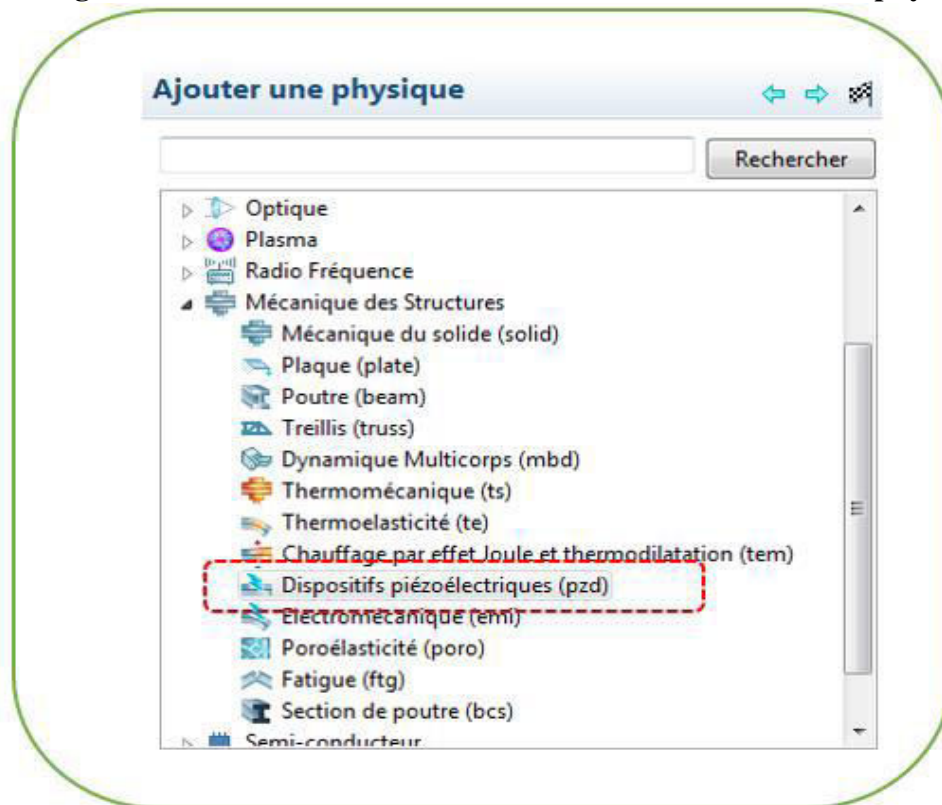 Ajouter une physique
Rechercher
Optique
Plasma
Radio Fréquence
Mécanique des Structures
Mécanique du solide (solid)
Plaque (plate)
Poutre (beam)
Treillis (truss)
Dynamique Multicorps (mbd)
Thermomécanique (ts)
Thermoelasticité (te)
Chauffage par effet Joule et thermodilatation (tem)
Dispositifs piézoélectriques (pzd)
Electromécanique (emi)
Poroélasticité (poro)
Fatigue (ftg)
Section de poutre (bcs)
Semi-conducteur